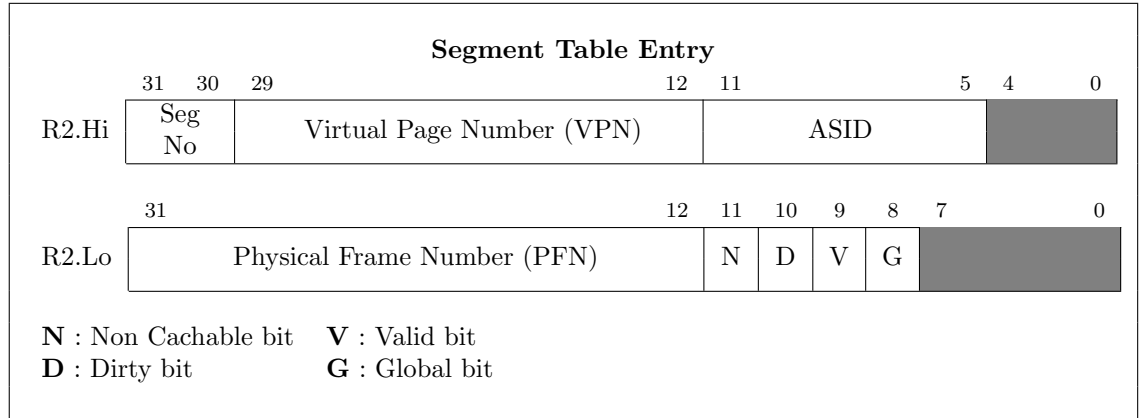 Segment Table Entry
31 30 29 12 11 5 4 0
R2.Hi Seg No Virtual Page Number (VPN) ASID
31 12 11 10 9 8 7 0
R2.Lo Physical Frame Number (PFN) N D V G
N : Non Cachable bit V : Valid bit
D : Dirty bit G : Global bit